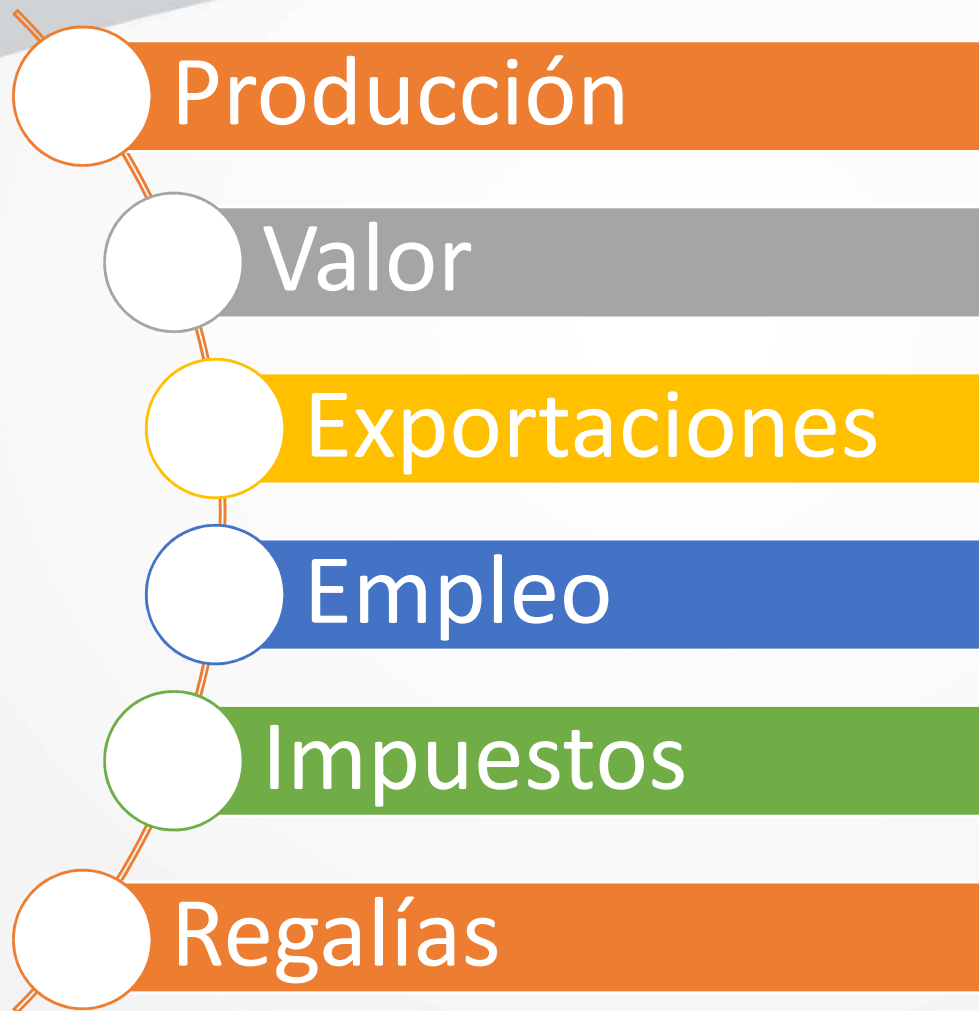 Producción
Valor
Exportaciones
Empleo
Impuestos
Regalías